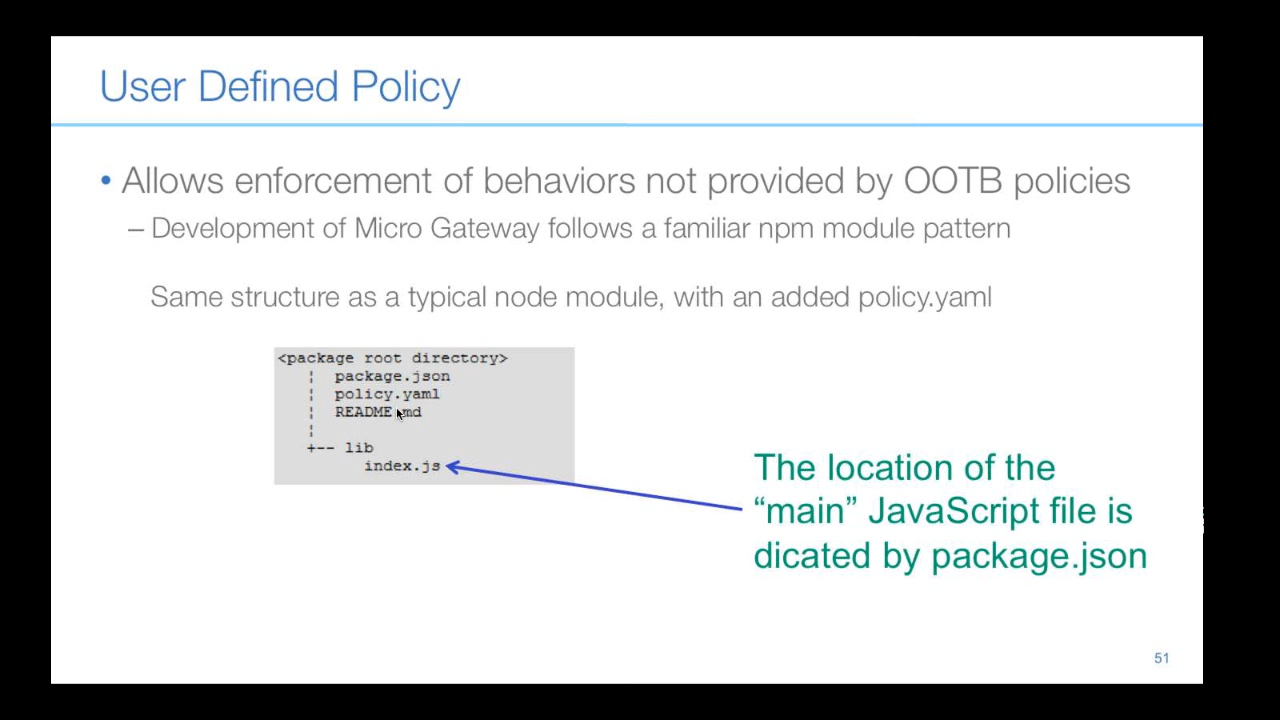 User Defined Policy
• Allows enforcement of behaviors not provided by OOTB policies
– Development of Micro Gateway follows a familiar npm module pattern
Same structure as a typical node module, with an added policy.yaml
<package root directory>
¦ package.json
¦ policy.yaml
¦ README.md
¦
+-- lib
index.js
The location of the
“main” JavaScript file is
dicated by package.json
51